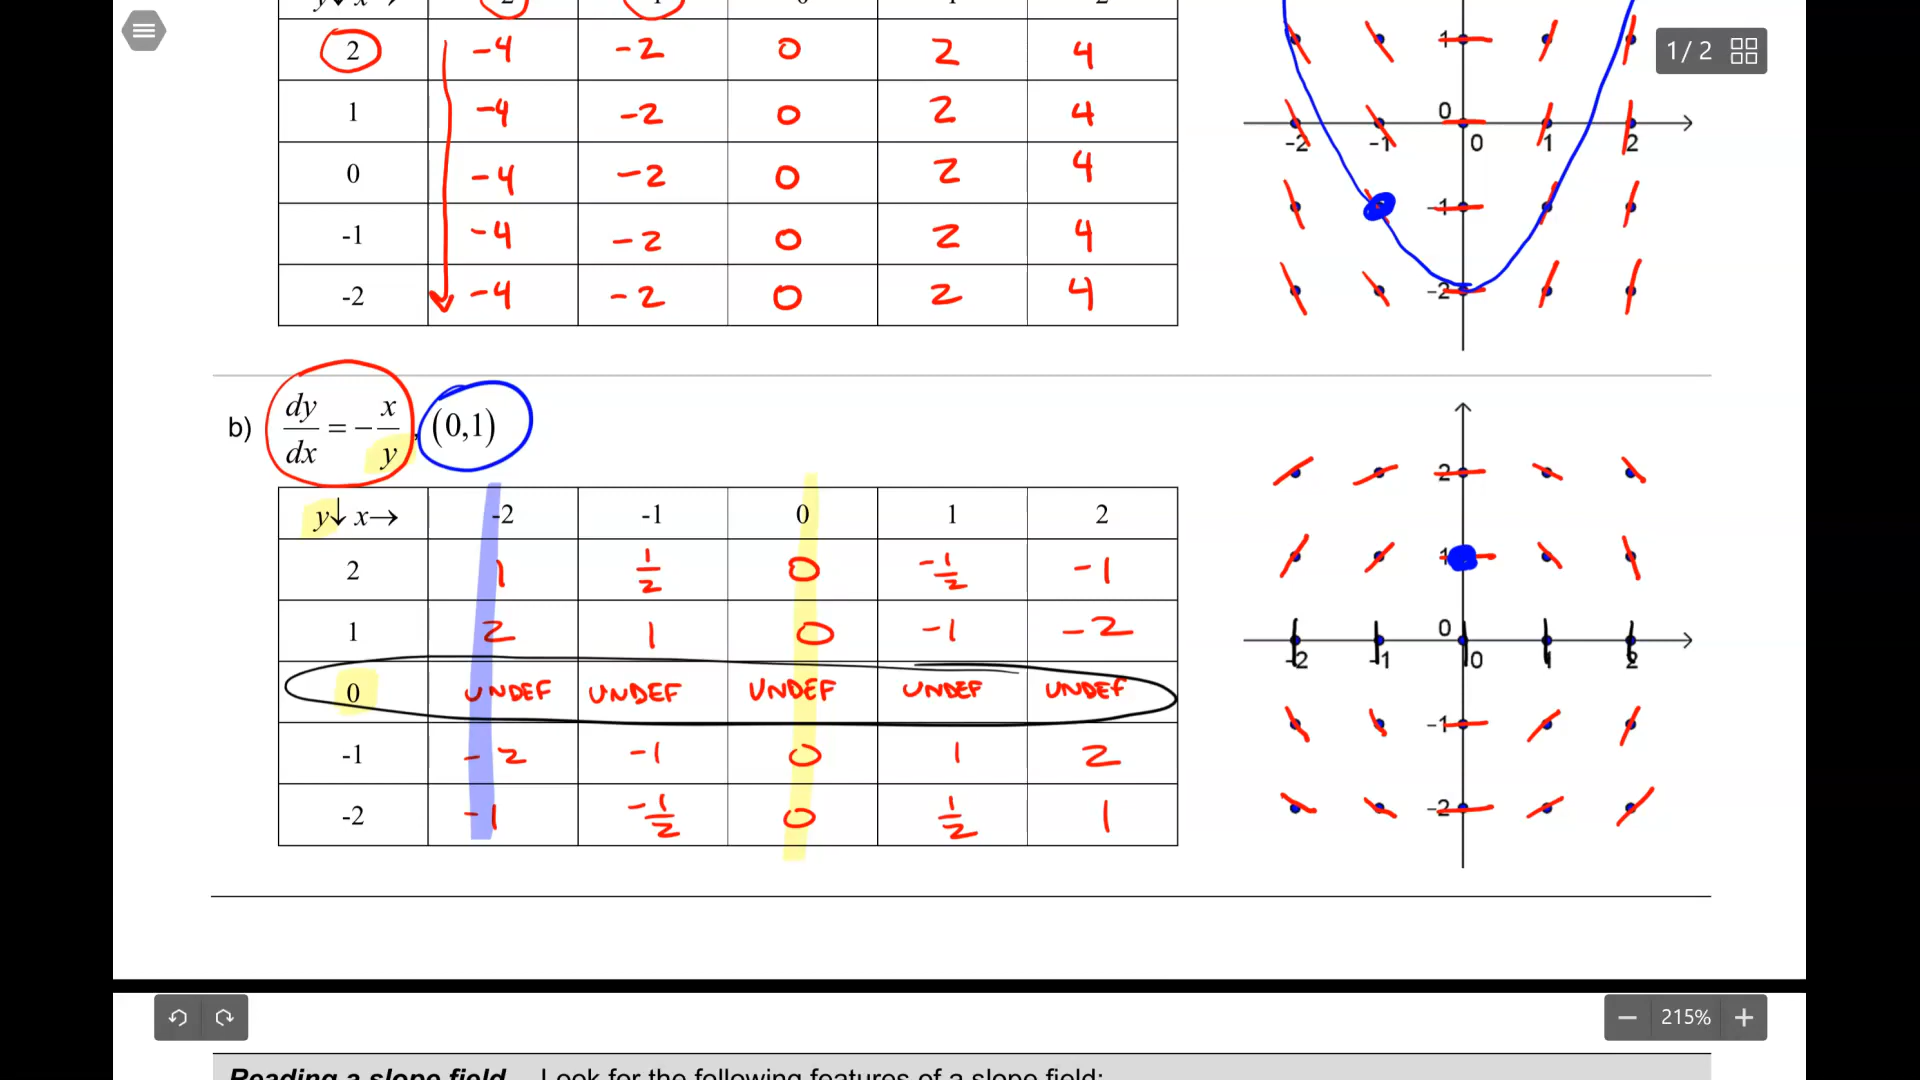 y↓ x→ -2 -1 0 1 2
2 -4 -2 0 2 4
1 -4 -2 0 2 4
0 -4 -2 0 2 4
-1 -4 -2 0 2 4
-2 -4 -2 0 2 4
1
0
-2 -1 0 1 2
-1
-2
1/2
b) dy/dx = -x/y, (0,1)
y↓ x→ -2 -1 0 1 2
2 1 1/2 0 -1/2 -1
1 2 1 0 -1 -2
0 UNDEF UNDEF UNDEF UNDEF UNDEF
-1 -2 -1 0 1 2
-2 -1 -1/2 0 1/2 1
2
1
0
-2 -1 0 1 2
-1
-2
215%
Reading a slope field Look for the following features of a slope field: